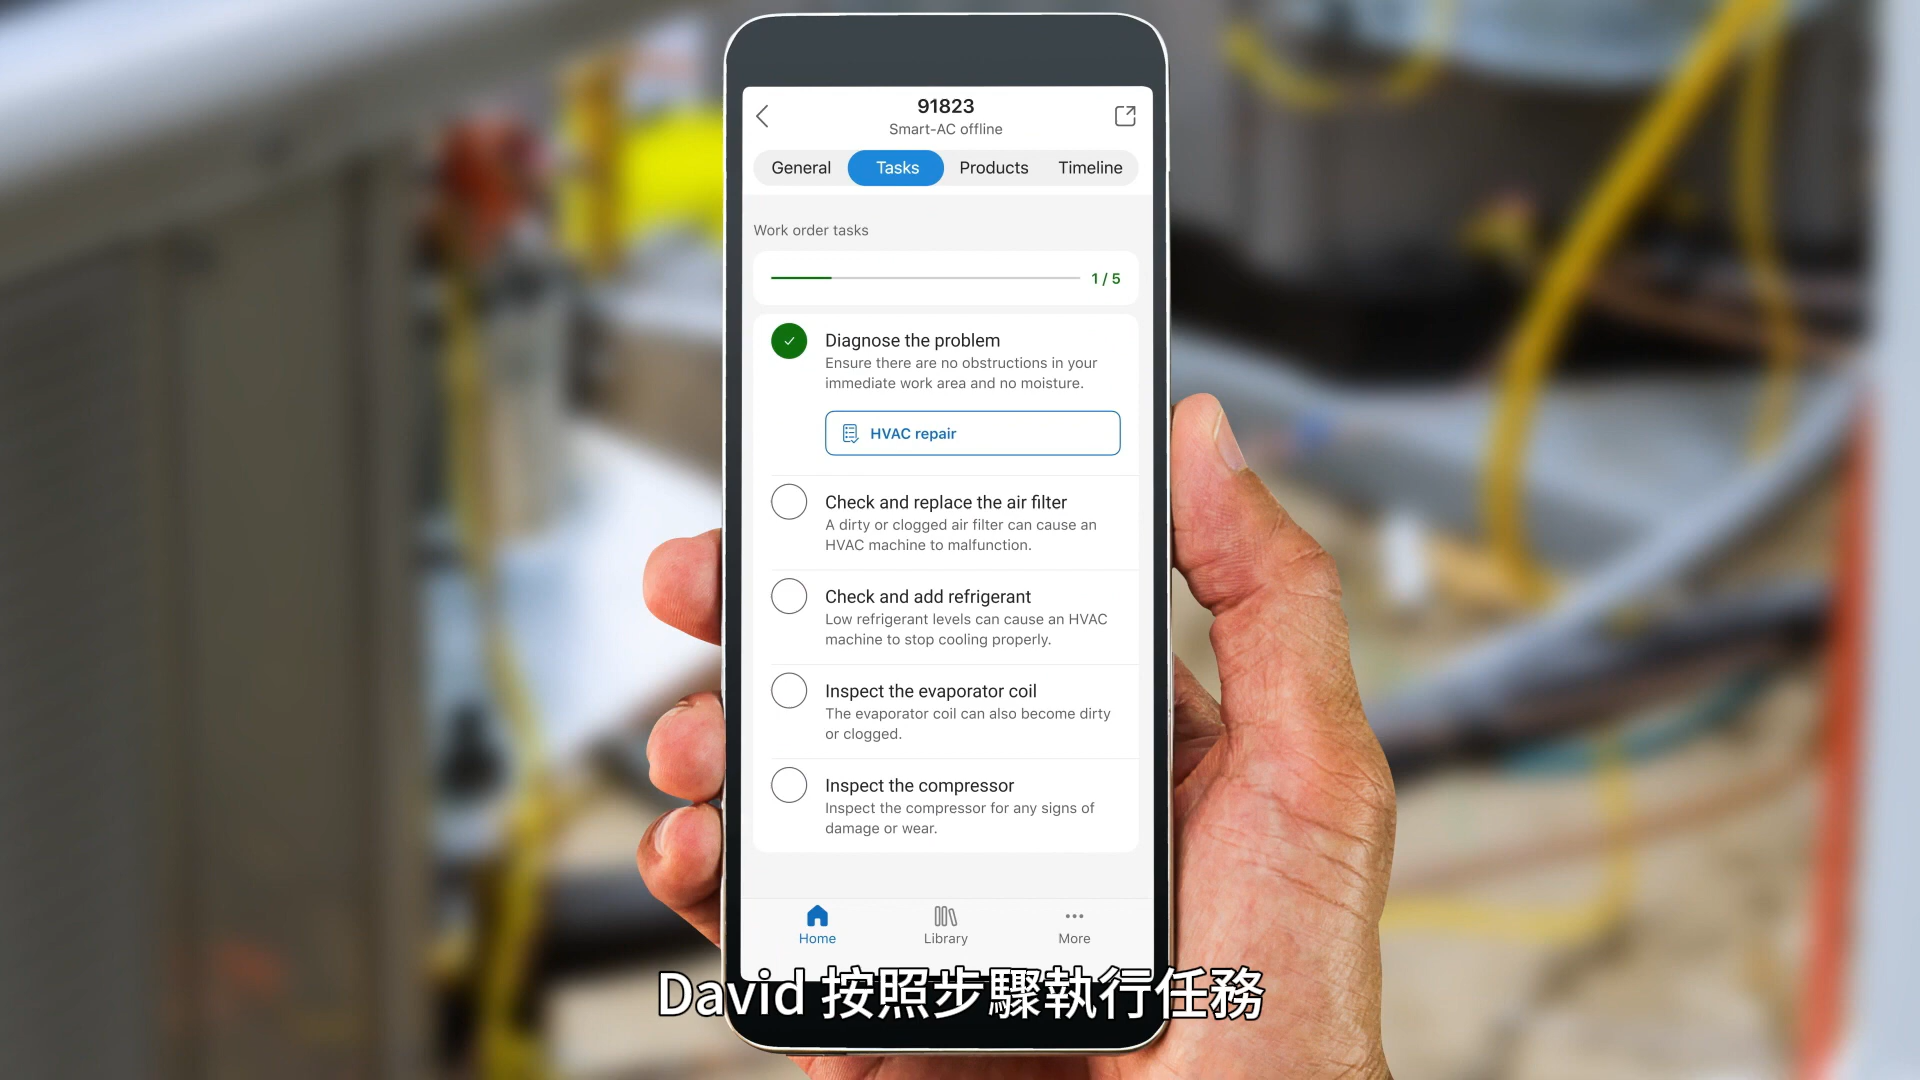 91823
Smart-AC offline
General Tasks Products Timeline
Work order tasks
1 / 5
Diagnose the problem
Ensure there are no obstructions in your
immediate work area and no moisture.
HVAC repair
Check and replace the air filter
A dirty or clogged air filter can cause an
HVAC machine to malfunction.
Check and add refrigerant
Low refrigerant levels can cause an HVAC
machine to stop cooling properly.
Inspect the evaporator coil
The evaporator coil can also become dirty
or clogged.
Inspect the compressor
Inspect the compressor for any signs of
damage or wear.
Home Library More
David 按照步驟執行任務